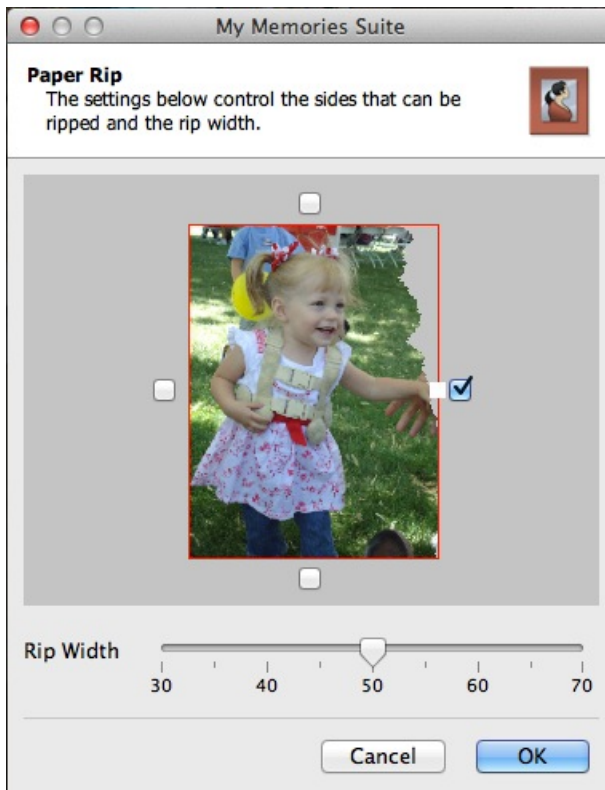 My Memories Suite
Paper Rip
The settings below control the sides that can be
ripped and the rip width.
Rip Width
30 40 50 60 70
Cancel OK